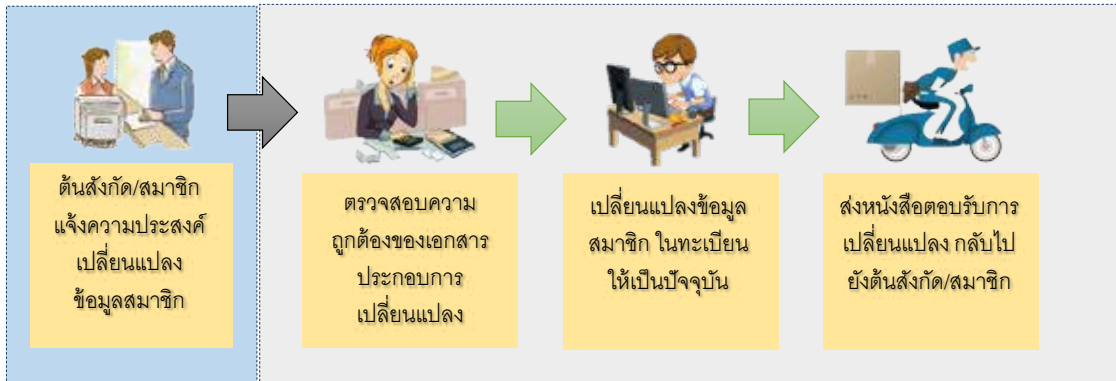 ต้นสังกัด/สมาชิก
แจ้งความประสงค์
เปลี่ยนแปลง
ข้อมูลสมาชิก
ตรวจสอบความ
ถูกต้องของเอกสาร
ประกอบการ
เปลี่ยนแปลง
เปลี่ยนแปลงข้อมูล
สมาชิก ในทะเบียน
ให้เป็นปัจจุบัน
ส่งหนังสือตอบรับการ
เปลี่ยนแปลง กลับไป
ยังต้นสังกัด/สมาชิก